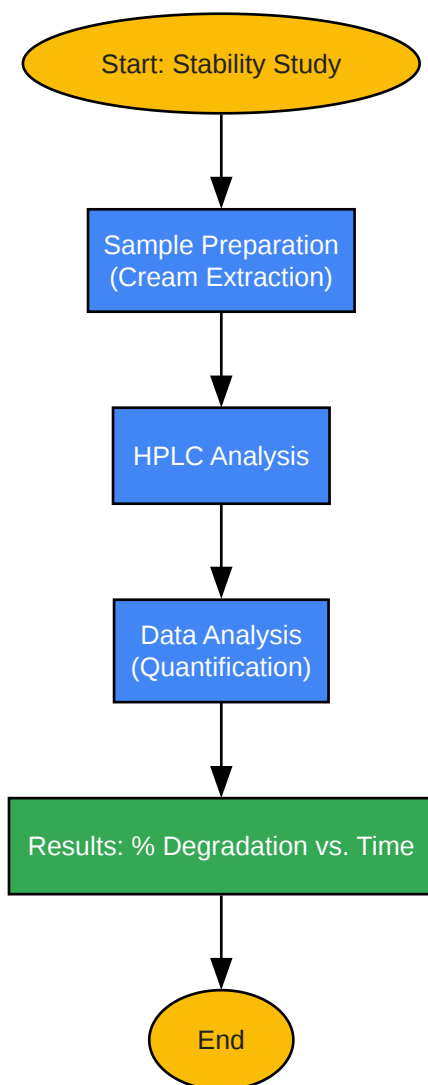 Start: Stability Study
Sample Preparation
(Cream Extraction)
HPLC Analysis
Data Analysis
(Quantification)
Results: % Degradation vs. Time
End